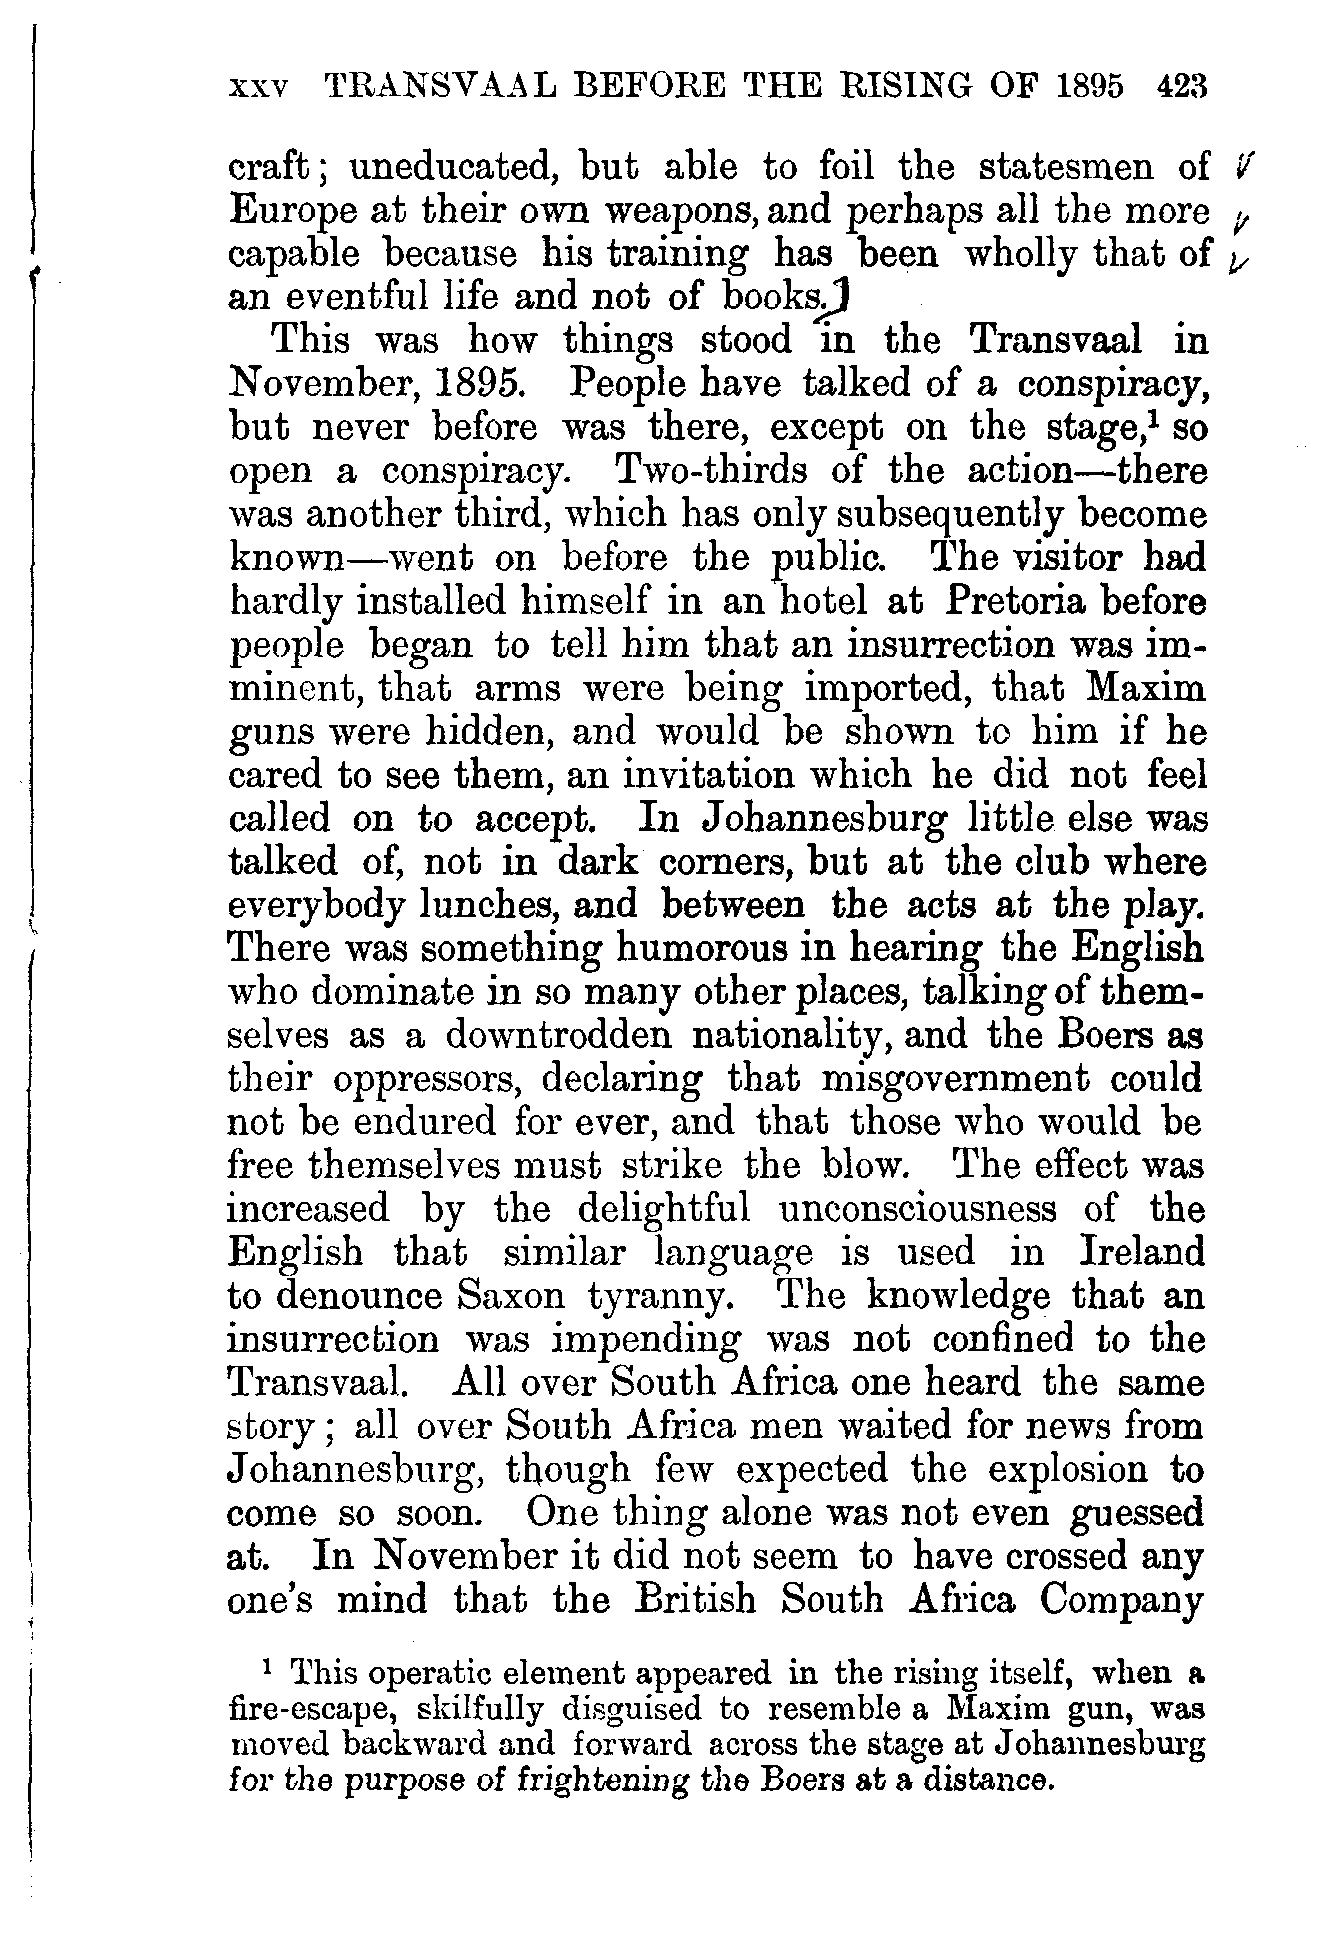 xxv TRANSVAAL BEFORE THE RISING OF 1895 423
craft; uneducated, but able to foil the statesmen of
Europe at their own weapons, and perhaps all the more
capable because his training has been wholly that of
an eventful life and not of books.
This was how things stood in the Transvaal in
November, 1895. People have talked of a conspiracy,
but never before was there, except on the stage,¹ so
open a conspiracy. Two-thirds of the action—there
was another third, which has only subsequently become
known—went on before the public. The visitor had
hardly installed himself in an hotel at Pretoria before
people began to tell him that an insurrection was im-
minent, that arms were being imported, that Maxim
guns were hidden, and would be shown to him if he
cared to see them, an invitation which he did not feel
called on to accept. In Johannesburg little else was
talked of, not in dark corners, but at the club where
everybody lunches, and between the acts at the play.
There was something humorous in hearing the English
who dominate in so many other places, talking of them-
selves as a downtrodden nationality, and the Boers as
their oppressors, declaring that misgovernment could
not be endured for ever, and that those who would be
free themselves must strike the blow. The effect was
increased by the delightful unconsciousness of the
English that similar language is used in Ireland
to denounce Saxon tyranny. The knowledge that an
insurrection was impending was not confined to the
Transvaal. All over South Africa one heard the same
story; all over South Africa men waited for news from
Johannesburg, though few expected the explosion to
come so soon. One thing alone was not even guessed
at. In November it did not seem to have crossed any
one's mind that the British South Africa Company
¹ This operatic element appeared in the rising itself, when a
fire-escape, skilfully disguised to resemble a Maxim gun, was
moved backward and forward across the stage at Johannesburg
for the purpose of frightening the Boers at a distance.